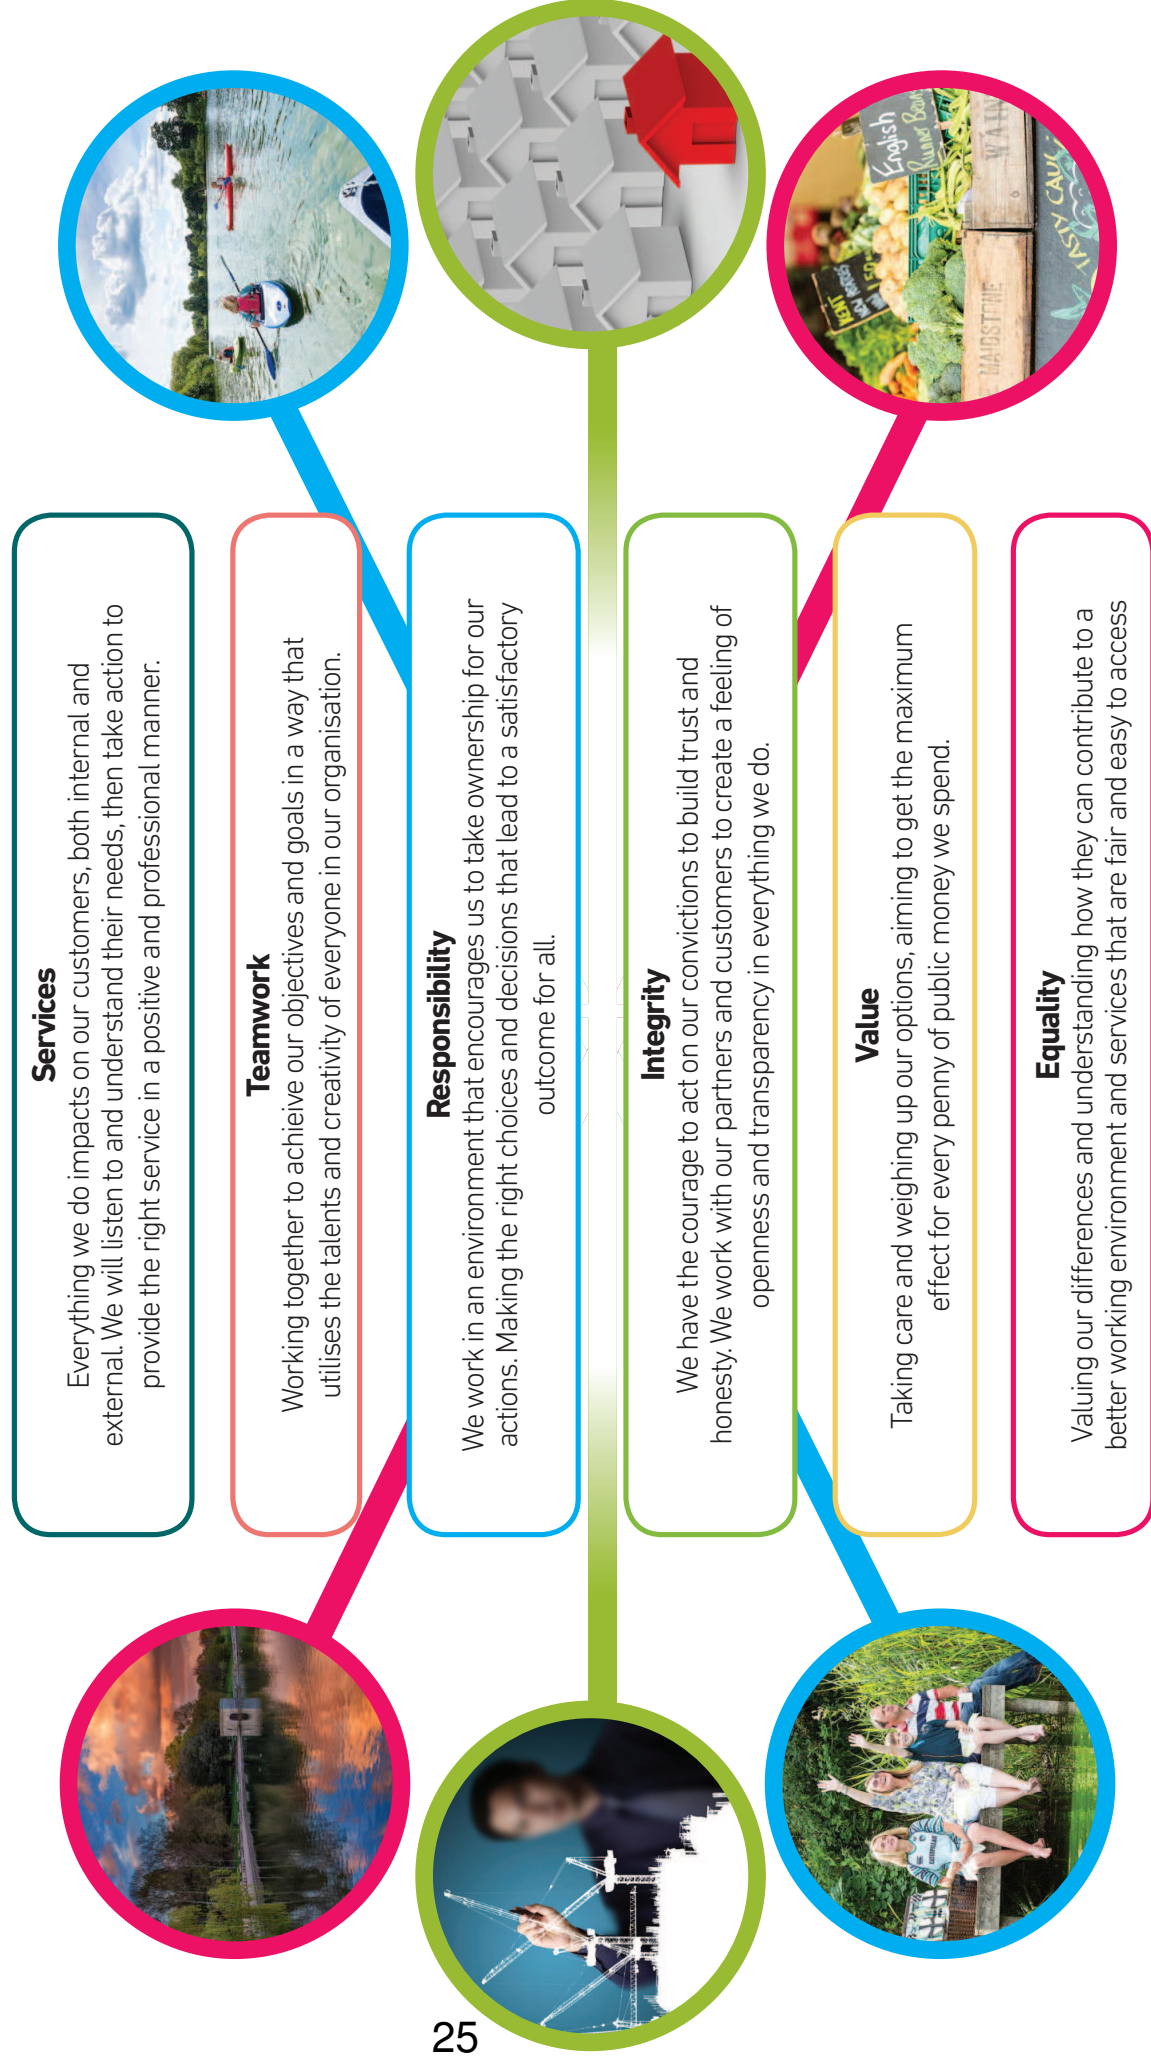 Services
Everything we do impacts on our customers, both internal and
external. We will listen to and understand their needs, then take action to
provide the right service in a positive and professional manner.
Teamwork
Working together to achieive our objectives and goals in a way that
utilises the talents and creativity of everyone in our organisation.
Responsibility
We work in an environment that encourages us to take ownership for our
actions. Making the right choices and decisions that lead to a satisfactory
outcome for all.
Integrity
We have the courage to act on our convictions to build trust and
honesty. We work with our partners and customers to create a feeling of
openness and transparency in everything we do.
Value
Taking care and weighing up our options, aiming to get the maximum
effect for every penny of public money we spend.
Equality
Valuing our differences and understanding how they can contribute to a
better working environment and services that are fair and easy to access
KENT
NEW
English
Runner
MAIDSTONE
TASTY
25